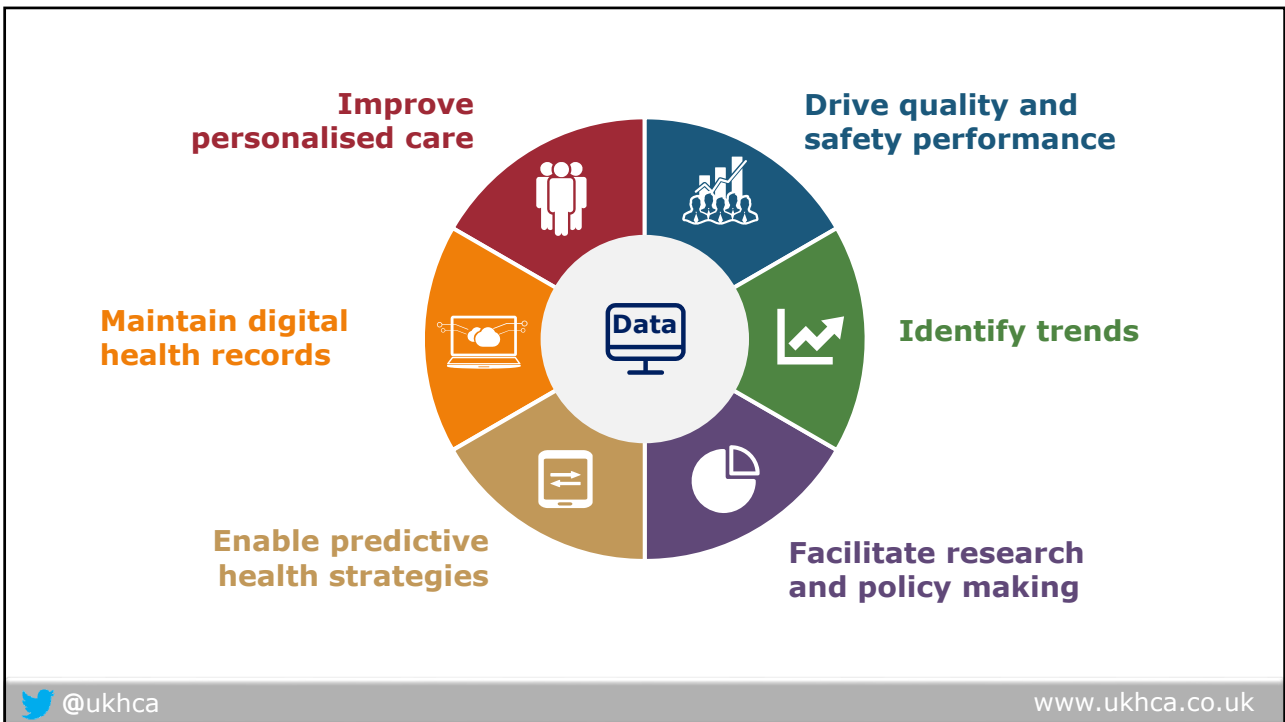 Improve
personalised care
Drive quality and
safety performance
Maintain digital
health records
Data
Identify trends
Enable predictive
health strategies
Facilitate research
and policy making
@ukhca
www.ukhca.co.uk